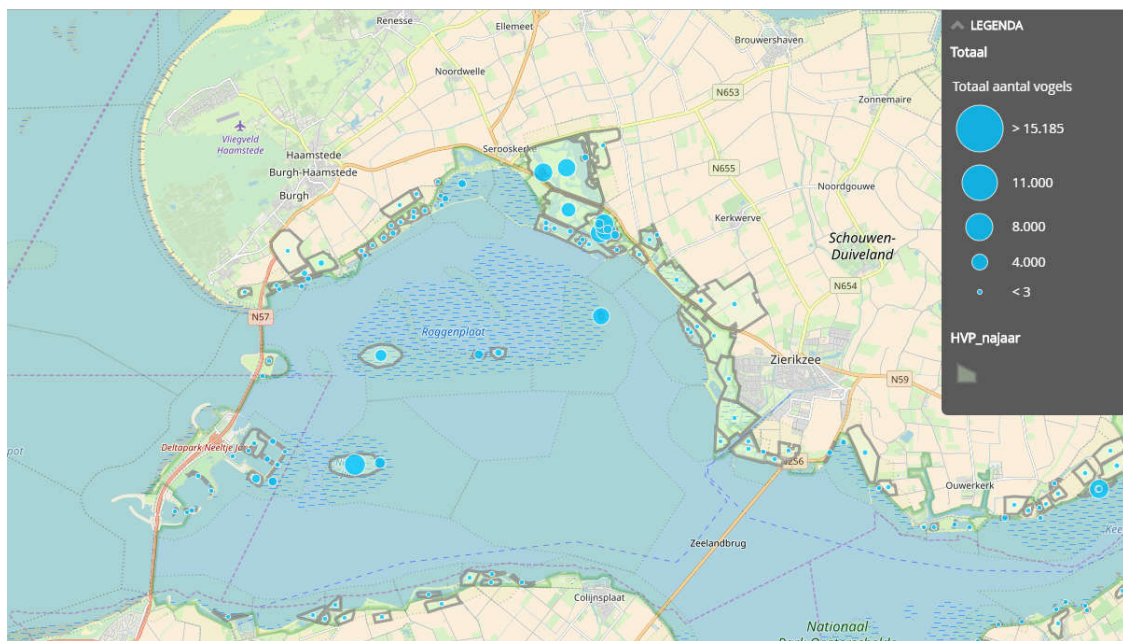 Renesse
Ellemeet
Brouwershaven
Noordwelle
N653
Zonnemaire
Vliegveld
Haamstede
Serooskerke
Haamstede
Burgh-Haamstede
Burgh
N655
Noordgouwe
Kerkwerve
Schouwen-
Duiveland
N654
N57
Roggenplaat
Zierikzee
N59
Deltapark Neeltje
Ouwerkerk
Zeelandbrug
Colijnsplaat
Nationaal
LEGENDA
Totaal
Totaal aantal vogels
> 15.185
11.000
8.000
4.000
< 3
HVP_najaar